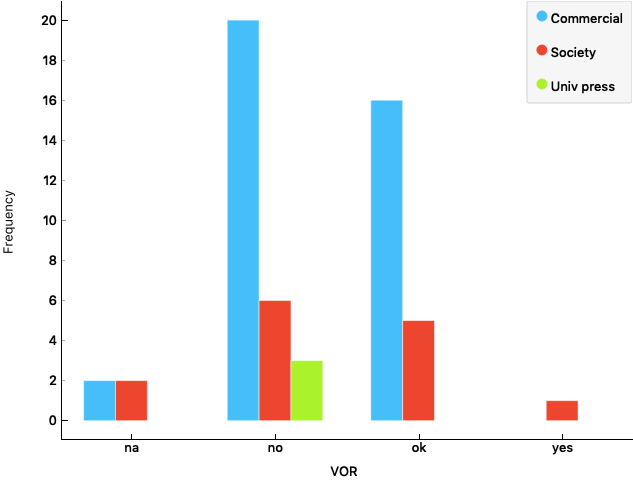 Commercial
Society
Univ press
Frequency
20
18
16
14
12
10
8
6
4
2
0
na
no
ok
yes
VOR